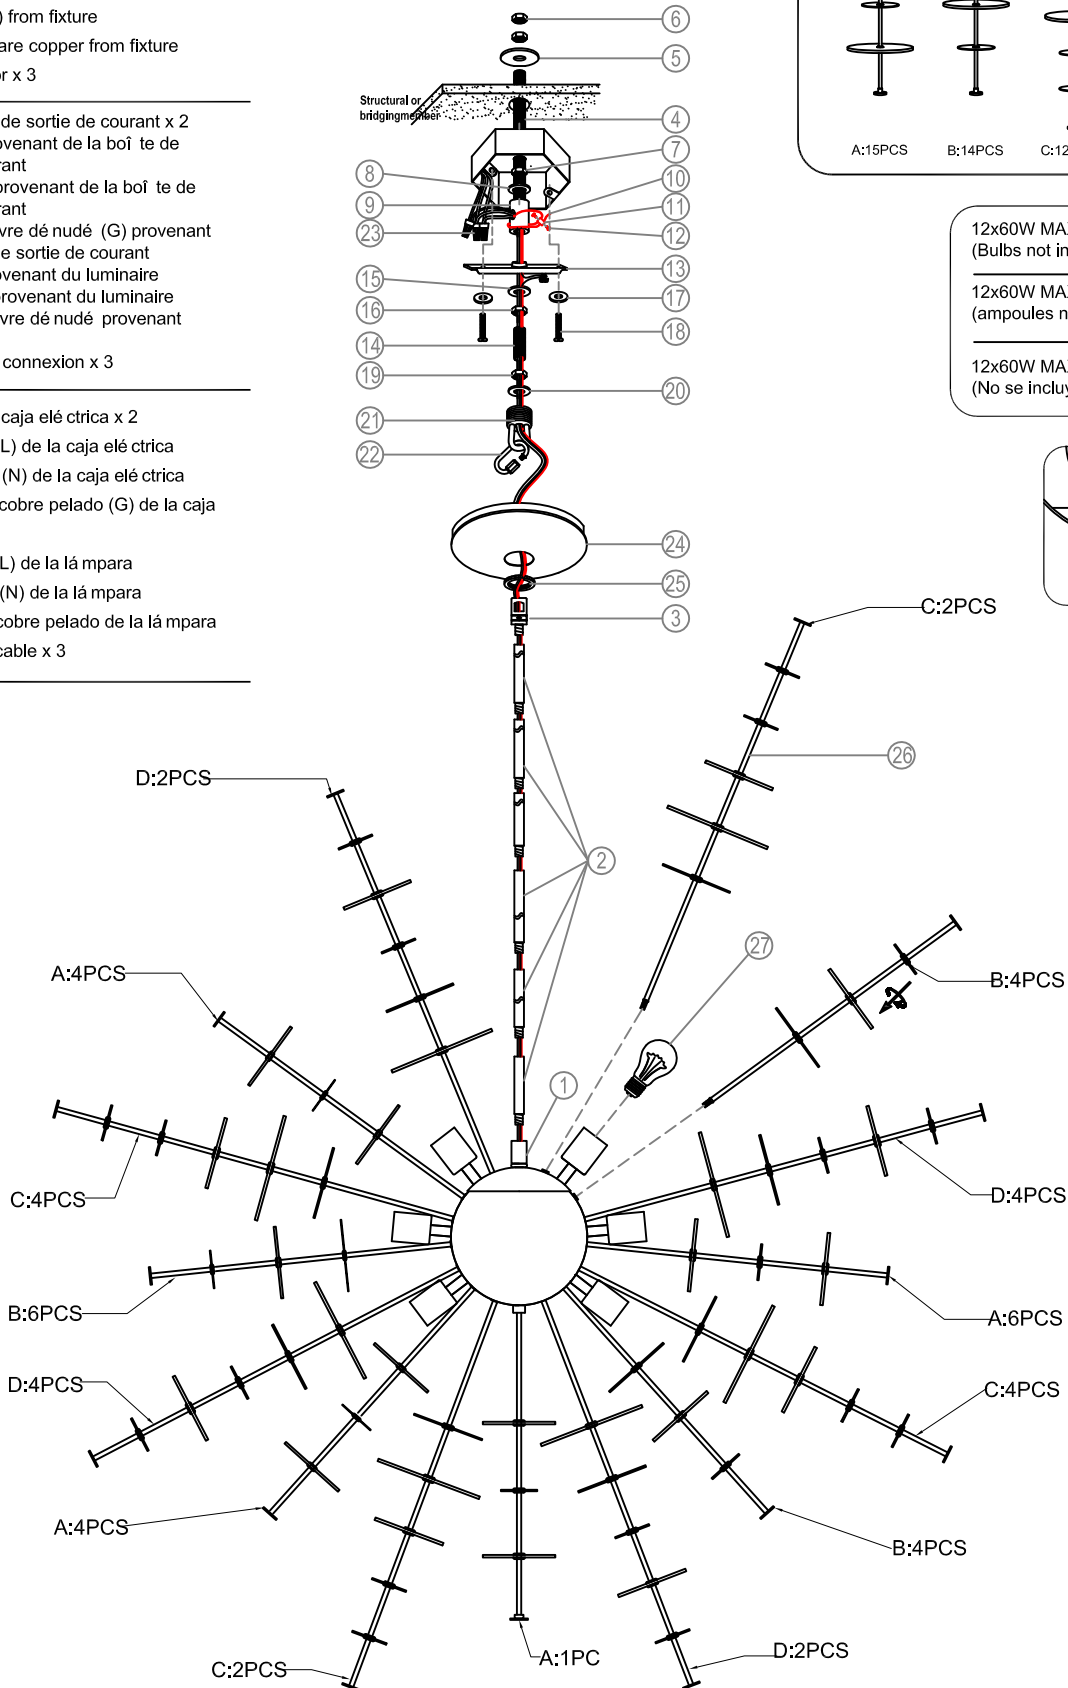 ) from fixture
are copper from fixture
r x 3
de sortie de courant x 2
ovenant de la boî te de
rant
provenant de la boî te de
rant
vre dé nudé (G) provenant
e sortie de courant
ovenant du luminaire
provenant du luminaire
vre dé nudé provenant
connexion x 3
caja elé ctrica x 2
L) de la caja elé ctrica
(N) de la caja elé ctrica
cobre pelado (G) de la caja
L) de la lá mpara
(N) de la lá mpara
cobre pelado de la lá mpara
cable x 3
6
5
Structural or
bridgingmember
4
7
8
10
9
11
23
12
13
15
17
16
18
14
19
20
21
22
24
25
3
A:15PCS
B:14PCS
C:12
12x60W MA
(Bulbs not in
12x60W MA
(ampoules n
12x60W MA
(No se incluy
C:2PCS
26
D:2PCS
2
27
A:4PCS
B:4PCS
1
C:4PCS
D:4PCS
B:6PCS
A:6PCS
D:4PCS
C:4PCS
A:4PCS
B:4PCS
C:2PCS
A:1PC
D:2PCS